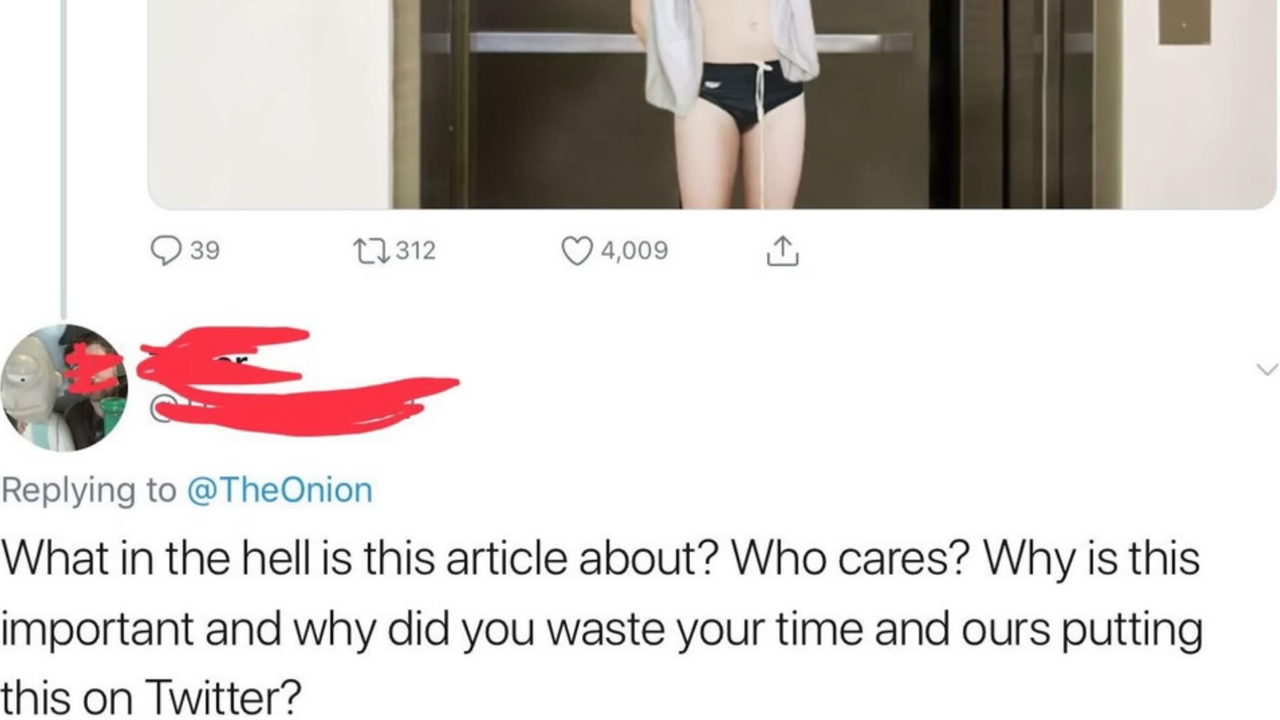 39 312 4,009
@
Replying to @TheOnion
What in the hell is this article about? Who cares? Why is this
important and why did you waste your time and ours putting
this on Twitter?